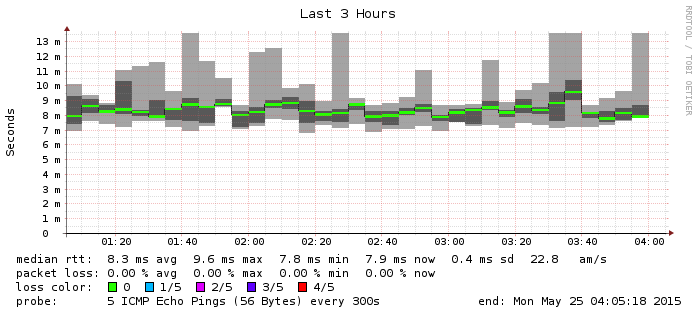 Last 3 Hours
RRDTOOL / TOBI OETIKER
Seconds
13 m
12 m
11 m
10 m
9 m
8 m
7 m
6 m
5 m
4 m
3 m
2 m
1 m
0
01:20 01:40 02:00 02:20 02:40 03:00 03:20 03:40 04:00
median rtt: 8.3 ms avg 9.6 ms max 7.8 ms min 7.9 ms now 0.4 ms sd 22.8 am/s
packet loss: 0.00 % avg 0.00 % max 0.00 % min 0.00 % now
loss color: 0 1/5 2/5 3/5 4/5
probe: 5 ICMP Echo Pings (56 Bytes) every 300s end: Mon May 25 04:05:18 2015